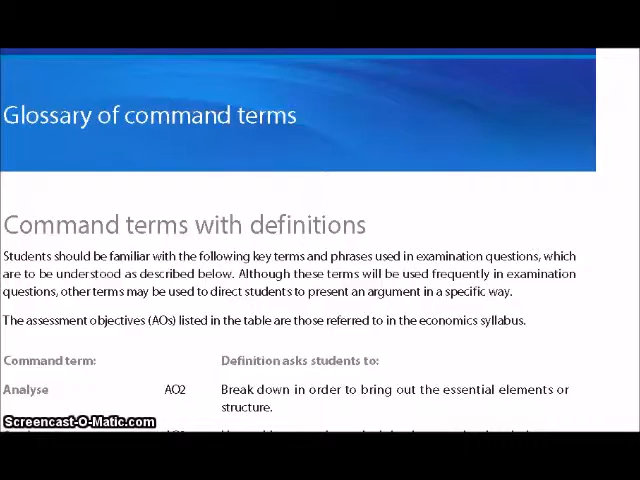 Glossary of command terms
Command terms with definitions
Students should be familiar with the following key terms and phrases used in examination questions, which
are to be understood as described below. Although these terms will be used frequently in examination
questions, other terms may be used to direct students to present an argument in a specific way.
The assessment objectives (AOs) listed in the table are those referred to in the economics syllabus.
Command term: Definition asks students to:
Analyse AO2 Break down in order to bring out the essential elements or
structure.
Screencast-O-Matic.com